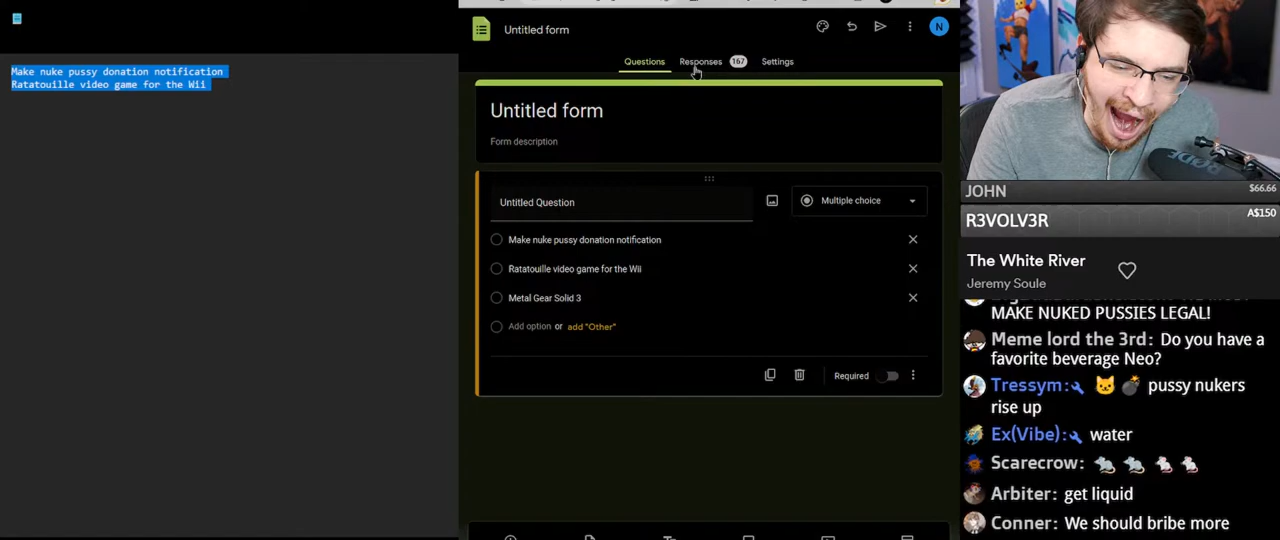 Make nuke pussy donation notification
Ratatouille video game for the Wii
Untitled form
N
Questions
Responses
167
Settings
Untitled form
Form description
Untitled Question
Multiple choice
Make nuke pussy donation notification
Ratatouille video game for the Wii
Metal Gear Solid 3
Add option or add "Other"
Required
RØDE
JOHN
$66.66
R3VOLV3R
A$150
The White River
Jeremy Soule
MAKE NUKED PUSSIES LEGAL!
Meme lord the 3rd: Do you have a
favorite beverage Neo?
Tressym: 🐱 💣 pussy nukers
rise up
Ex(Vibe): water
Scarecrow: 🐀 🐀 🐁 🐁
Arbiter: get liquid
Conner: We should bribe more